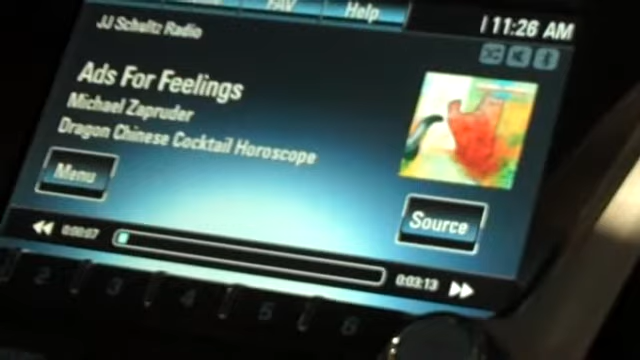 FAV
Help
11:26 AM
JJ Schultz Radio
Ads For Feelings
Michael Zapruder
Dragon Chinese Cocktail Horoscope
Menu
Source
0:00:07
0:03:13
2 3 4 5 6